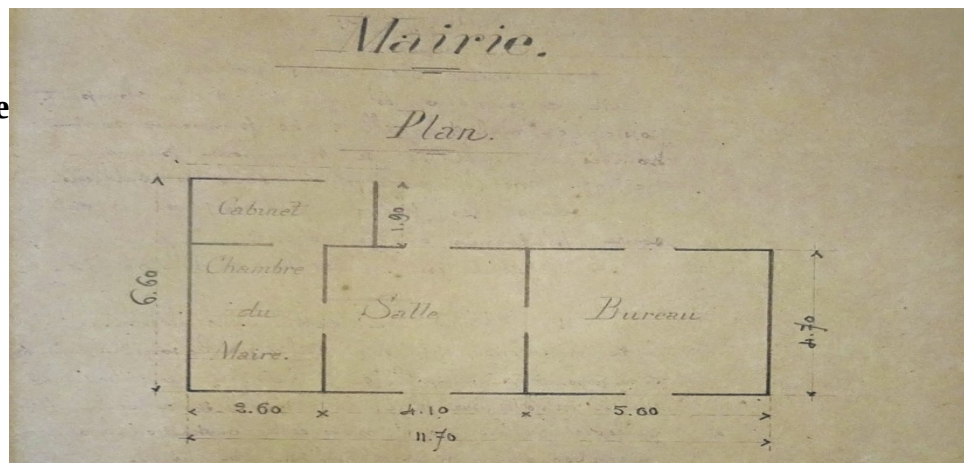 Mairie.
e
Plan.
Cabinet
1.90
Chambre
du
Maire.
6.60
Salle
Bureau
4.70
2.60
4.10
5.00
11.70